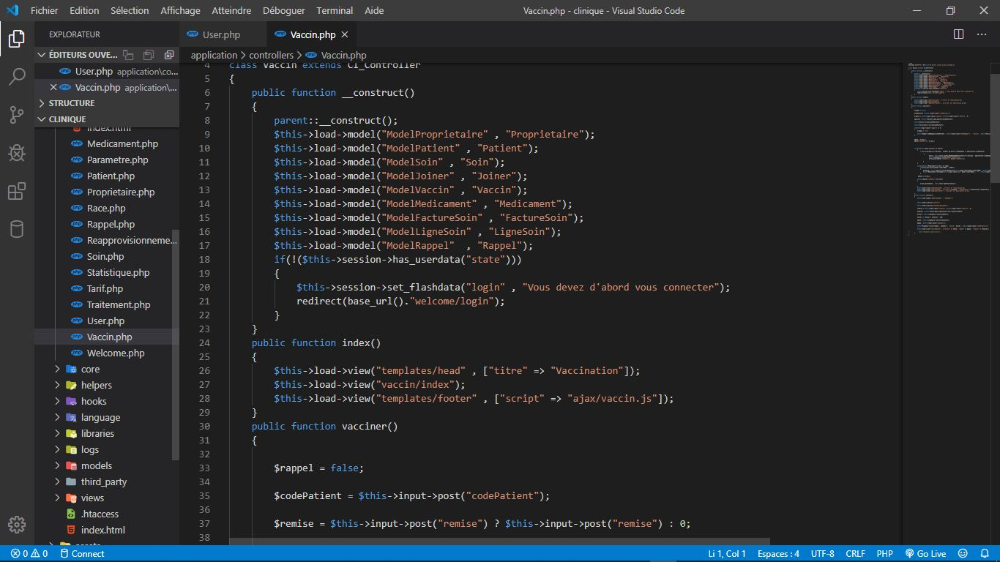 Fichier Edition Sélection Affichage Atteindre Déboguer Terminal Aide
Vaccin.php - clinique - Visual Studio Code
EXPLORATEUR
ÉDITEURS OUVE...
User.php application\co...
Vaccin.php application\...
STRUCTURE
CLINIQUE
index.html
Medicament.php
Parametre.php
Patient.php
Proprietaire.php
Race.php
Rappel.php
Reapprovisionneme...
Soin.php
Statistique.php
Tarif.php
Traitement.php
User.php
Vaccin.php
Welcome.php
core
helpers
hooks
language
libraries
logs
models
third_party
views
.htaccess
index.html
assets
User.php
Vaccin.php
application > controllers > Vaccin.php
4 class Vaccin extends CI_Controller
5 {
6 public function __construct()
7 {
8 parent::__construct();
9 $this->load->model("ModelProprietaire" , "Proprietaire");
10 $this->load->model("ModelPatient" , "Patient");
11 $this->load->model("ModelSoin" , "Soin");
12 $this->load->model("ModelJoiner" , "Joiner");
13 $this->load->model("ModelVaccin" , "Vaccin");
14 $this->load->model("ModelMedicament" , "Medicament");
15 $this->load->model("ModelFactureSoin" , "FactureSoin");
16 $this->load->model("ModelLigneSoin" , "LigneSoin");
17 $this->load->model("ModelRappel" , "Rappel");
18 if(!($this->session->has_userdata("state")))
19 {
20 $this->session->set_flashdata("login" , "Vous devez d'abord vous connecter");
21 redirect(base_url()."welcome/login");
22 }
23 }
24 public function index()
25 {
26 $this->load->view("templates/head" , ["titre" => "Vaccination"]);
27 $this->load->view("vaccin/index");
28 $this->load->view("templates/footer" , ["script" => "ajax/vaccin.js"]);
29 }
30 public function vacciner()
31 {
32
33 $rappel = false;
34
35 $codePatient = $this->input->post("codePatient");
36
37 $remise = $this->input->post("remise") ? $this->input->post("remise") : 0;
38
0 0 Connect
Li 1, Col 1 Espaces : 4 UTF-8 CRLF PHP Go Live